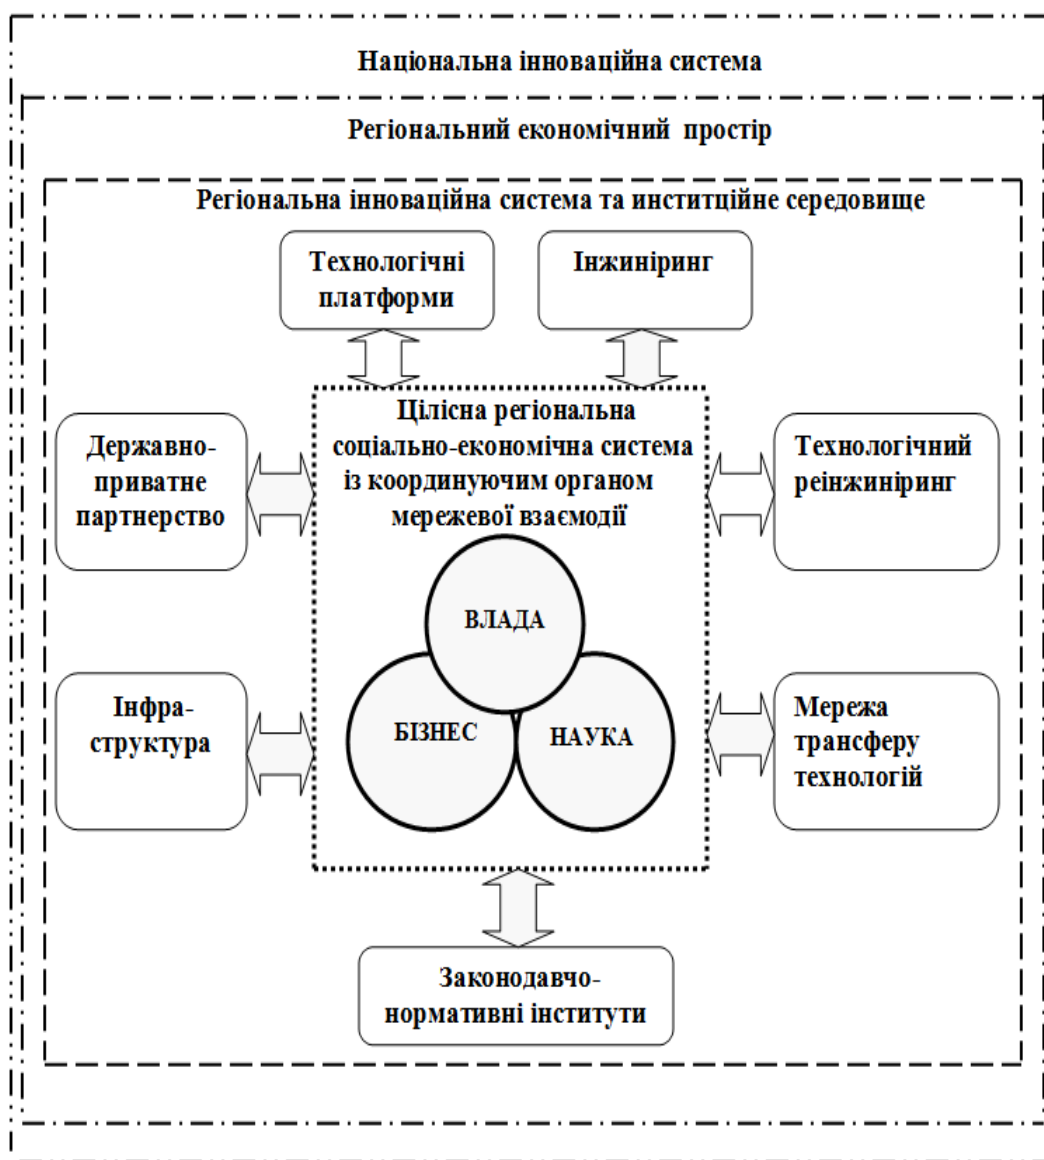 Національна інноваційна система
Регіональний економічний простір
Регіональна інноваційна система та институційне середовище
Технологічні
платформи
Інжиніринг
Цілісна регіональна
соціально-економічна система
із координуючим органом
мережевої взаємодії
Державно-
приватне
партнерство
Технологічний
реінжиніринг
ВЛАДА
БІЗНЕС
НАУКА
Інфра-
структура
Мережа
трансферу
технологій
Законодавчо-
нормативні інститути